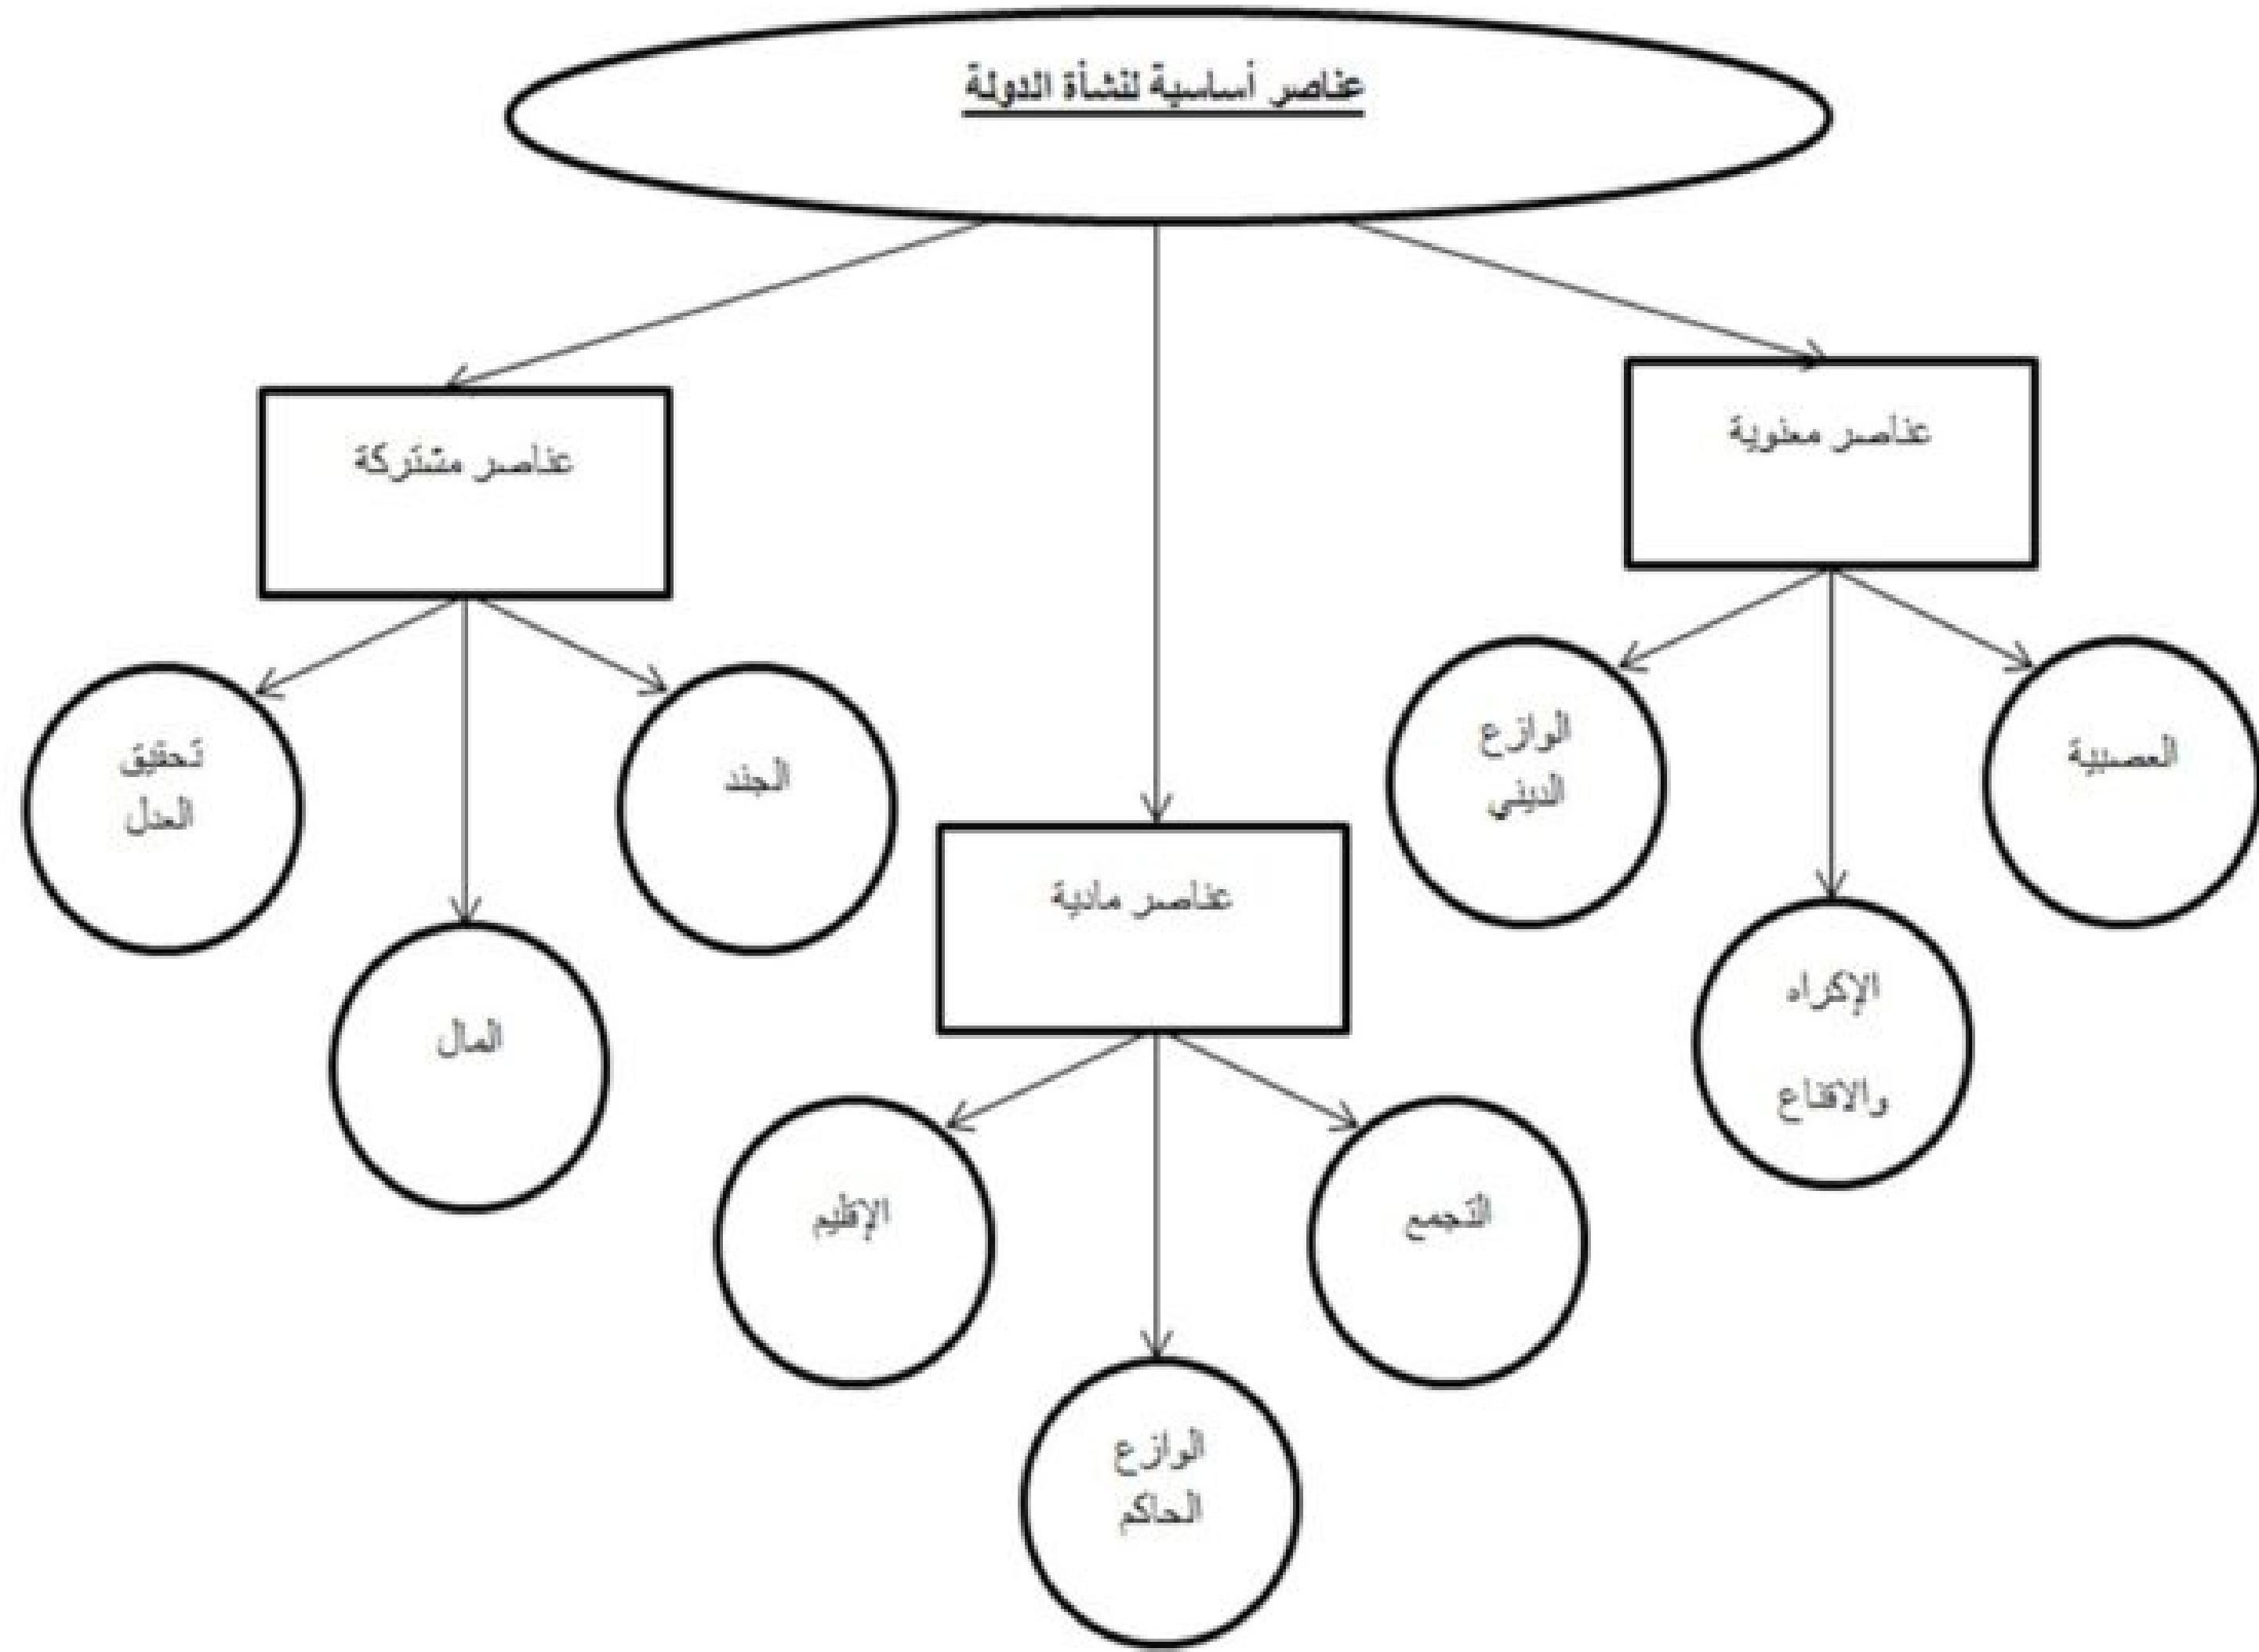 عناصر أساسية لنشأة الدولة
عناصر معنوية
عناصر مشتركة
العصبية
الوازع
الديني
الإكراه
والاقناع
الجند
تحقيق
العدل
المال
عناصر مادية
التجمع
الإقليم
الوازع
الحاكم